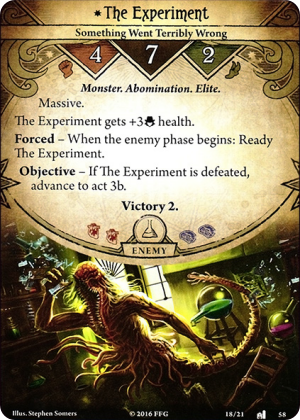 * The Experiment
Something Went Terribly Wrong
4 7 2
Monster. Abomination. Elite.
Massive.
The Experiment gets +3 health.
Forced – When the enemy phase begins: Ready
The Experiment.
Objective – If The Experiment is defeated,
advance to act 3b.
Victory 2.
ENEMY
Illus. Stephen Somers © 2016 FFG 18/21 58